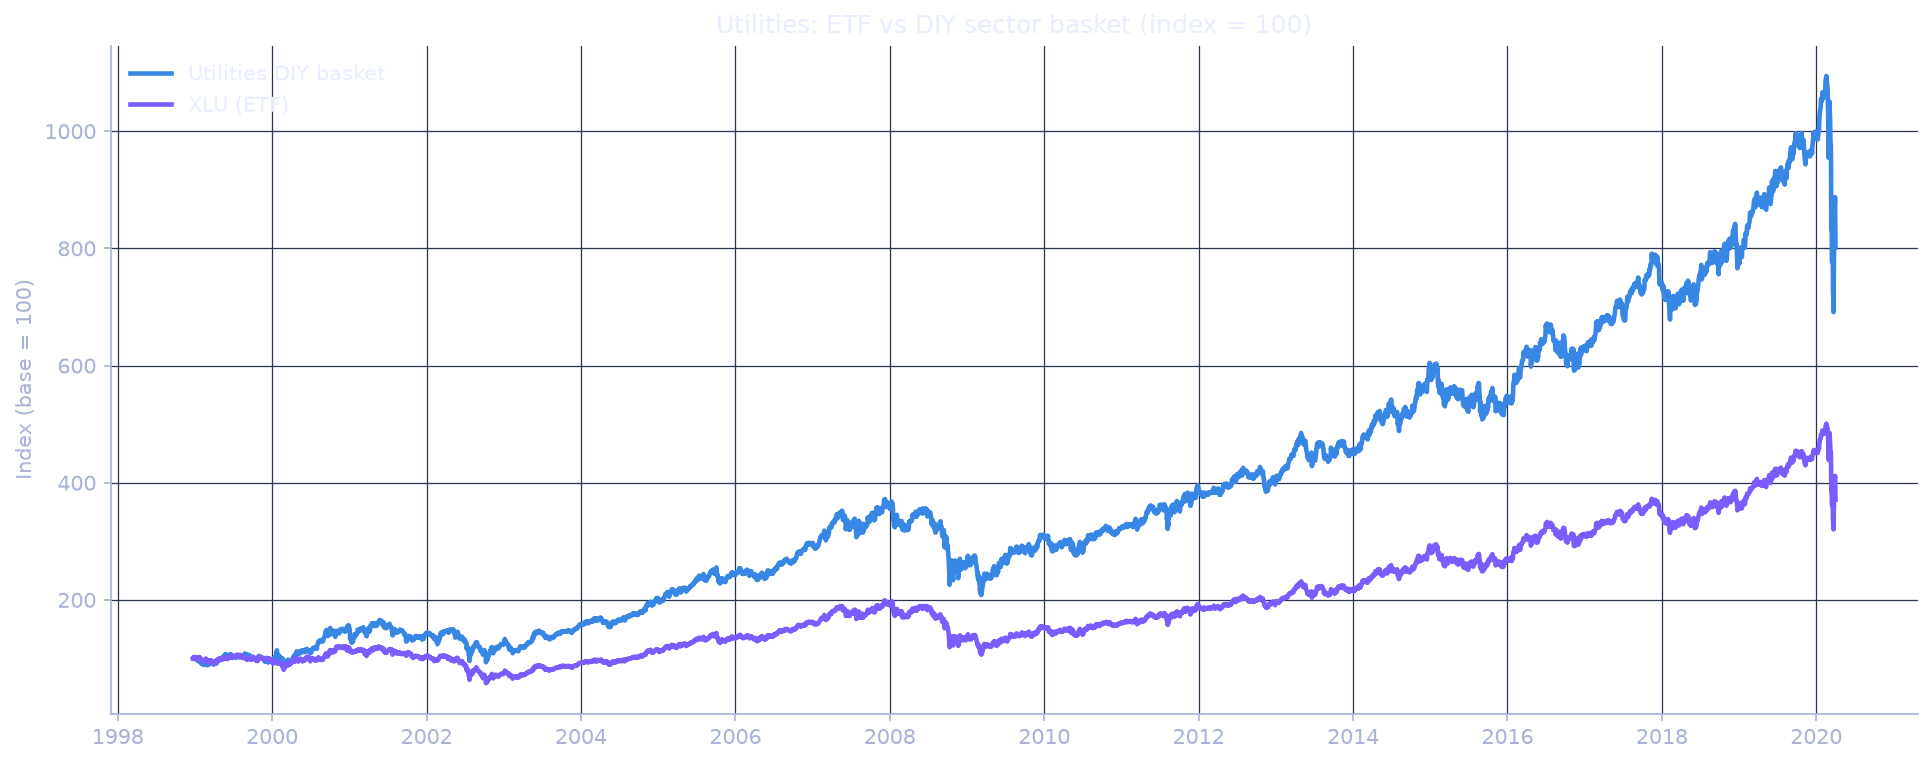 Utilities: ETF vs DIY sector basket (index = 100)
Utilities DIY basket
XLU (ETF)
Index (base = 100)
1000
800
600
400
200
1998 2000 2002 2004 2006 2008 2010 2012 2014 2016 2018 2020